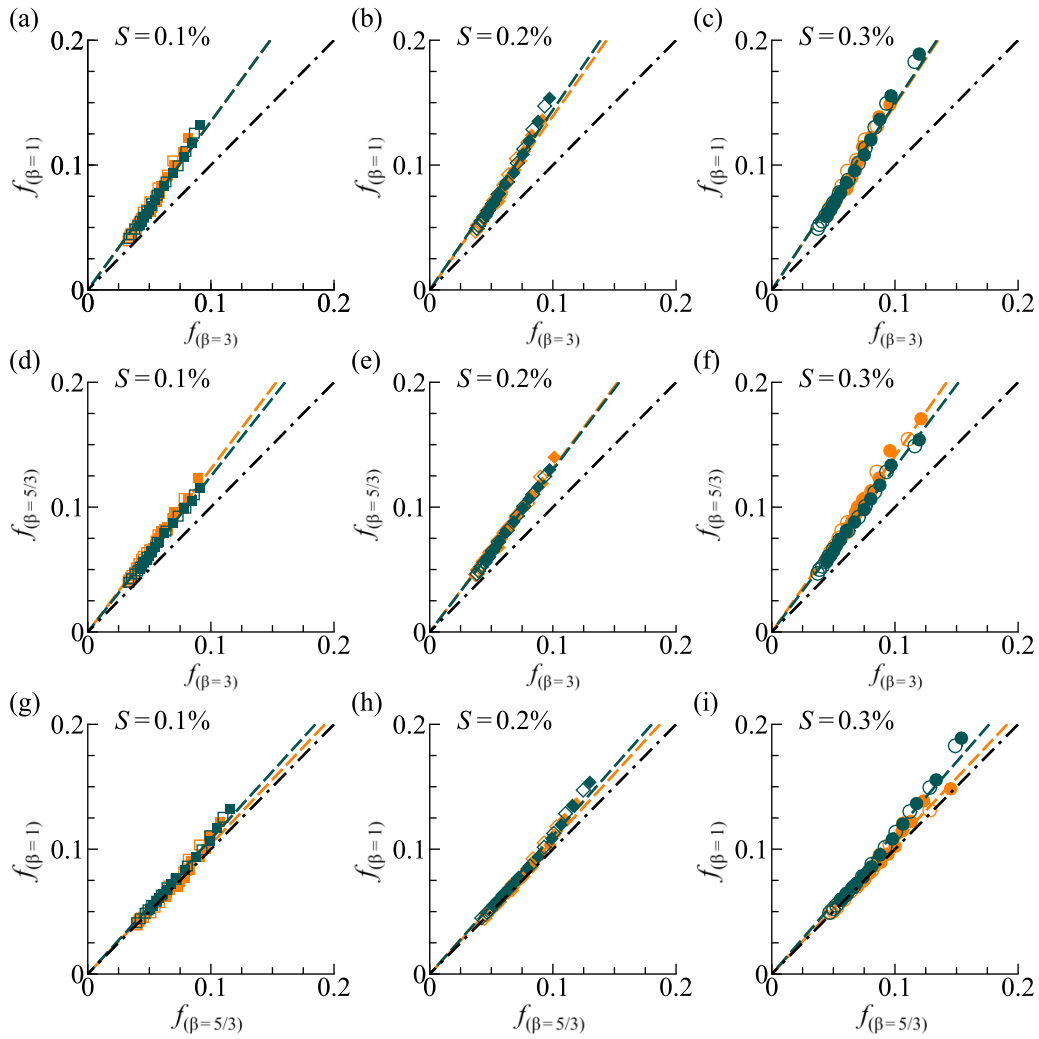 (a) S = 0.1% (b) S = 0.2% (c) S = 0.3%
0.2 0.2 0.2
f(β = 1) 0.1 f(β = 1) 0.1 f(β = 1) 0.1
0 0 0
0 0.1 0.2 0 0.1 0.2 0 0.1 0.2
f(β = 3) f(β = 3) f(β = 3)
(d) S = 0.1% (e) S = 0.2% (f) S = 0.3%
0.2 0.2 0.2
f(β = 5/3) 0.1 f(β = 5/3) 0.1 f(β = 5/3) 0.1
0 0 0
0 0.1 0.2 0 0.1 0.2 0 0.1 0.2
f(β = 3) f(β = 3) f(β = 3)
(g) S = 0.1% (h) S = 0.2% (i) S = 0.3%
0.2 0.2 0.2
f(β = 1) 0.1 f(β = 1) 0.1 f(β = 1) 0.1
0 0 0
0 0.1 0.2 0 0.1 0.2 0 0.1 0.2
f(β = 5/3) f(β = 5/3) f(β = 5/3)